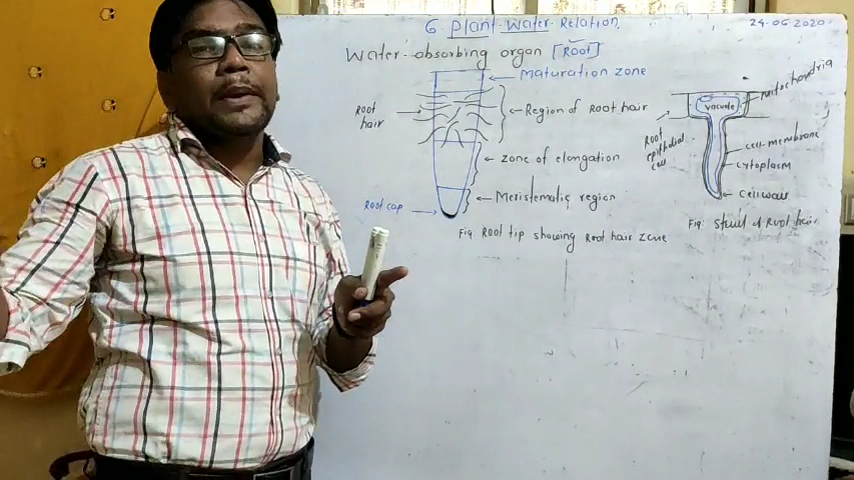 6 Plant-Water Relation
24-06-2020
Water-absorbing organ [Root]
Maturation zone
Root hair
Region of Root hair
zone of elongation
Meristematic region
Root cap
Fig Root tip showing Root hair zone
Mitochondria
vacuole
Root epithelial cell
cell-membrane
cytoplasm
cell wall
Fig: Struct of Root hair